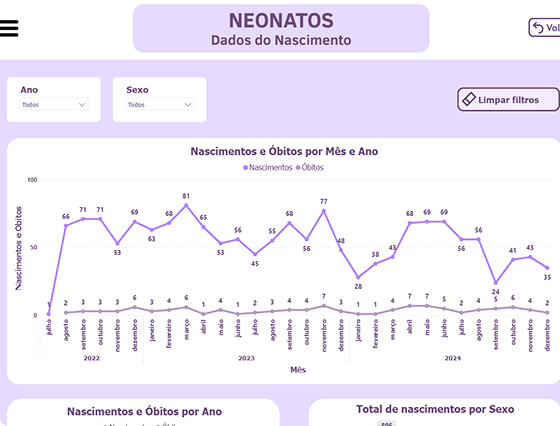 NEONATOS
Dados do Nascimento
Vol
Ano
Todos
Sexo
Todos
Limpar filtros
Nascimentos e Óbitos por Mês e Ano
Nascimentos Óbitos
100
50
0
Nascimentos e Óbitos
1 66 71 71 53 69 63 68 81 65 53 56 45 55 68 56 77 48 28 38 43 68 69 69 56 56 24 41 43 35
2 3 3 3 6 3 4 6 1 4 1 2 3 4 4 7 3 1 1 4 7 7 5 2 4 5 6 4 2
julho agosto setembro outubro novembro dezembro janeiro fevereiro março abril maio junho julho agosto setembro outubro novembro dezembro janeiro fevereiro março abril maio junho julho agosto setembro outubro novembro dezembro
2022 2023 2024
Mês
Nascimentos e Óbitos por Ano
Total de nascimentos por Sexo
896